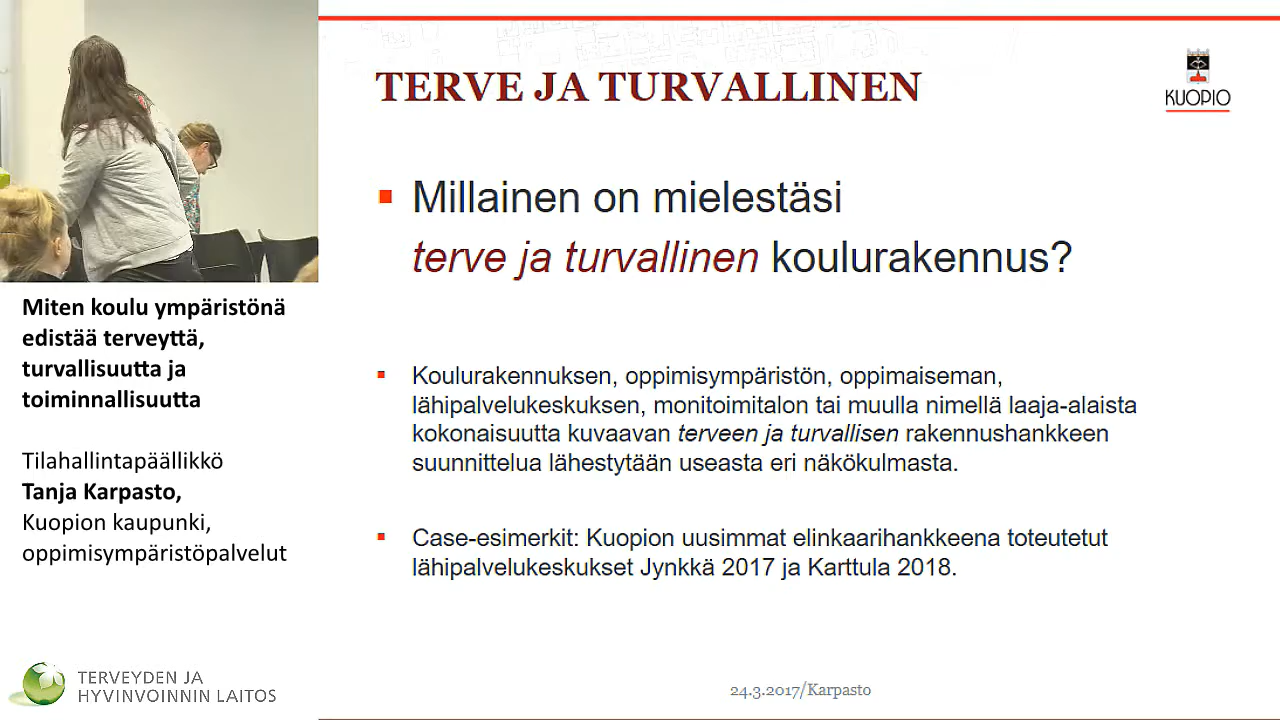 Miten koulu ympäristönä
edistää terveyttä,
turvallisuutta ja
toiminnallisuutta
Tilahallintapäällikkö
Tanja Karpasto,
Kuopion kaupunki,
oppimisympäristöpalvelut
TERVEYDEN JA
HYVINVOINNIN LAITOS
TERVE JA TURVALLINEN
KUOPIO
Millainen on mielestäsi
terve ja turvallinen koulurakennus?
Koulurakennuksen, oppimisympäristön, oppimaiseman,
lähipalvelukeskuksen, monitoimitalon tai muulla nimellä laaja-alaista
kokonaisuutta kuvaavan terveen ja turvallisen rakennushankkeen
suunnittelua lähestytään useasta eri näkökulmasta.
Case-esimerkit: Kuopion uusimmat elinkaarihankkeena toteutetut
lähipalvelukeskukset Jynkkä 2017 ja Karttula 2018.
24.3.2017/Karpasto